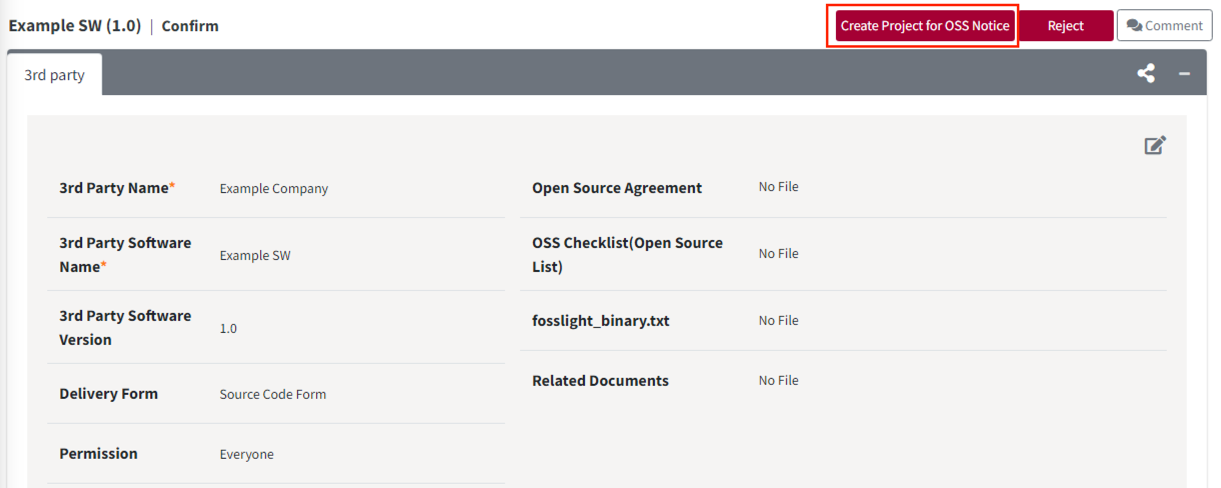 Example SW (1.0) | Confirm
Create Project for OSS Notice
Reject
Comment
3rd party
3rd Party Name* Example Company
3rd Party Software
Name*
Example SW
3rd Party Software
Version
1.0
Delivery Form Source Code Form
Permission Everyone
Open Source Agreement No File
OSS Checklist(Open Source
List)
No File
fosslight_binary.txt No File
Related Documents No File